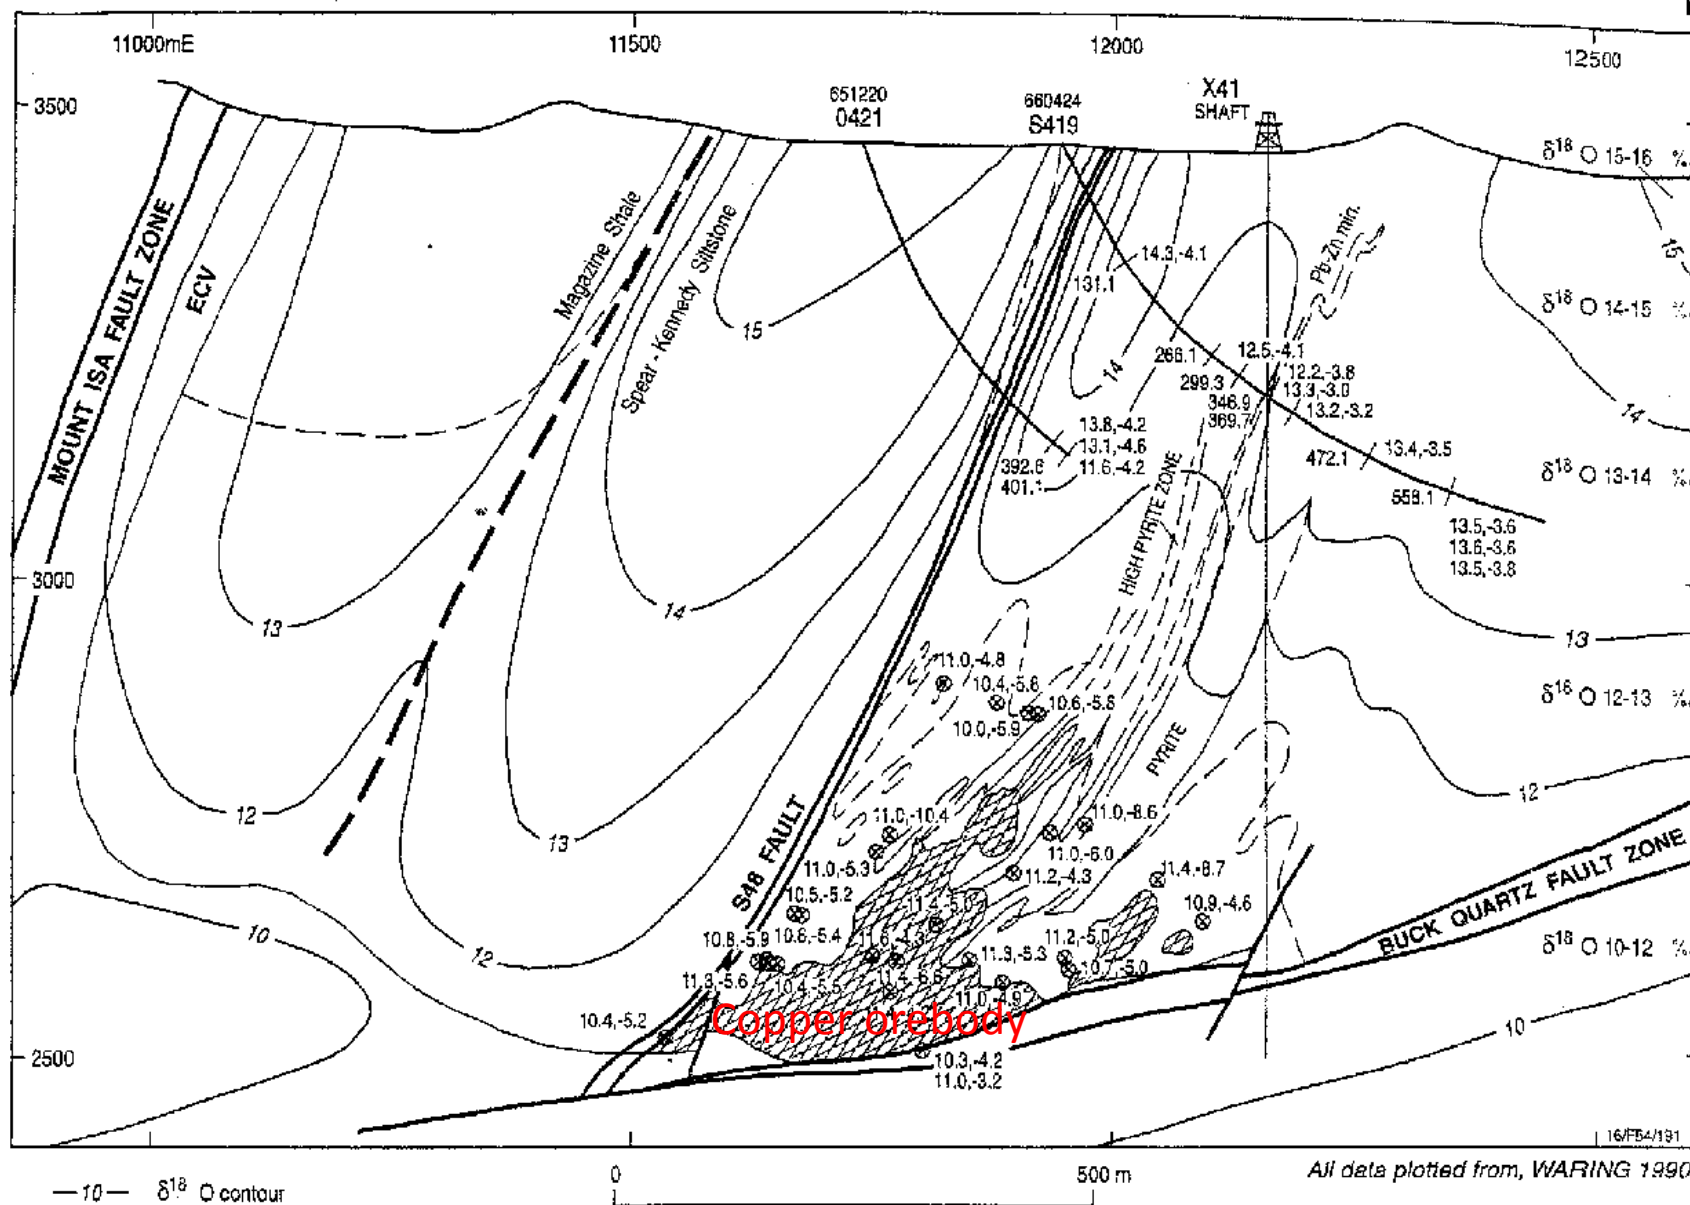 11000mE
11500
12000
12500
3500
3000
2500
651220
0421
660424
S419
X41
SHAFT
δ18 O 15-16 ‰
δ18 O 14-15 ‰
δ18 O 13-14 ‰
δ18 O 12-13 ‰
δ18 O 10-12 ‰
MOUNT ISA FAULT ZONE
ECV
Magazine Shale
Spear - Kennedy Siltstone
Pb-Zn min.
HIGH PYRITE ZONE
PYRITE
S48 FAULT
BUCK QUARTZ FAULT ZONE
15
14
15
14
13
14
13
12
13
12
12
10
10
14.3,-4.1
131.1
266.1
12.5,-4.1
12.2,-3.8
299.3
13.3,-3.0
346.9
13.2,-3.2
369.7
13.8,-4.2
13.1,-4.6
11.6,-4.2
392.6
401.1
472.1
13.4,-3.5
558.1
13.5,-3.6
13.6,-3.6
13.5,-3.8
11.0,-4.8
10.4,-5.8
10.6,-5.8
10.0,-5.9
11.0,-10.4
11.0,-8.6
11.0,-5.3
11.0,-6.0
11.2,-4.3
11.4,-8.7
10.5,-5.2
10.9,-4.6
11.4,-5.0
10.8,-5.9
10.6,-5.4
11.2,-5.0
11.3,-5.3
11.3,-5.6
10.4,-5.5
11.0,-4.9
10.4,-5.2
Copper orebody
10.3,-4.2
11.0,-3.2
16/F54/191
0
500 m
All data plotted from, WARING 1990
—10— δ18 O contour